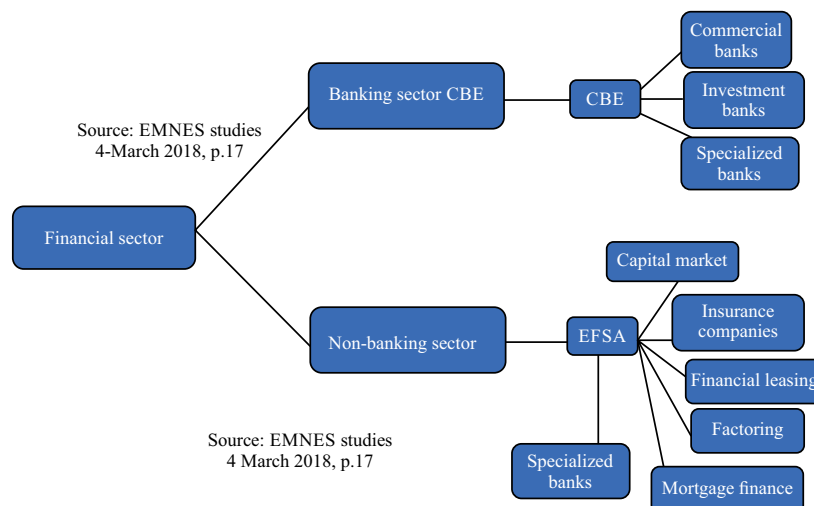 Commercial
banks
Banking sector CBE
CBE
Investment
banks
Source: EMNES studies
4-March 2018, p.17
Specialized
banks
Financial sector
Capital market
Insurance
companies
Non-banking sector
EFSA
Financial leasing
Factoring
Source: EMNES studies
4 March 2018, p.17
Specialized
banks
Mortgage finance